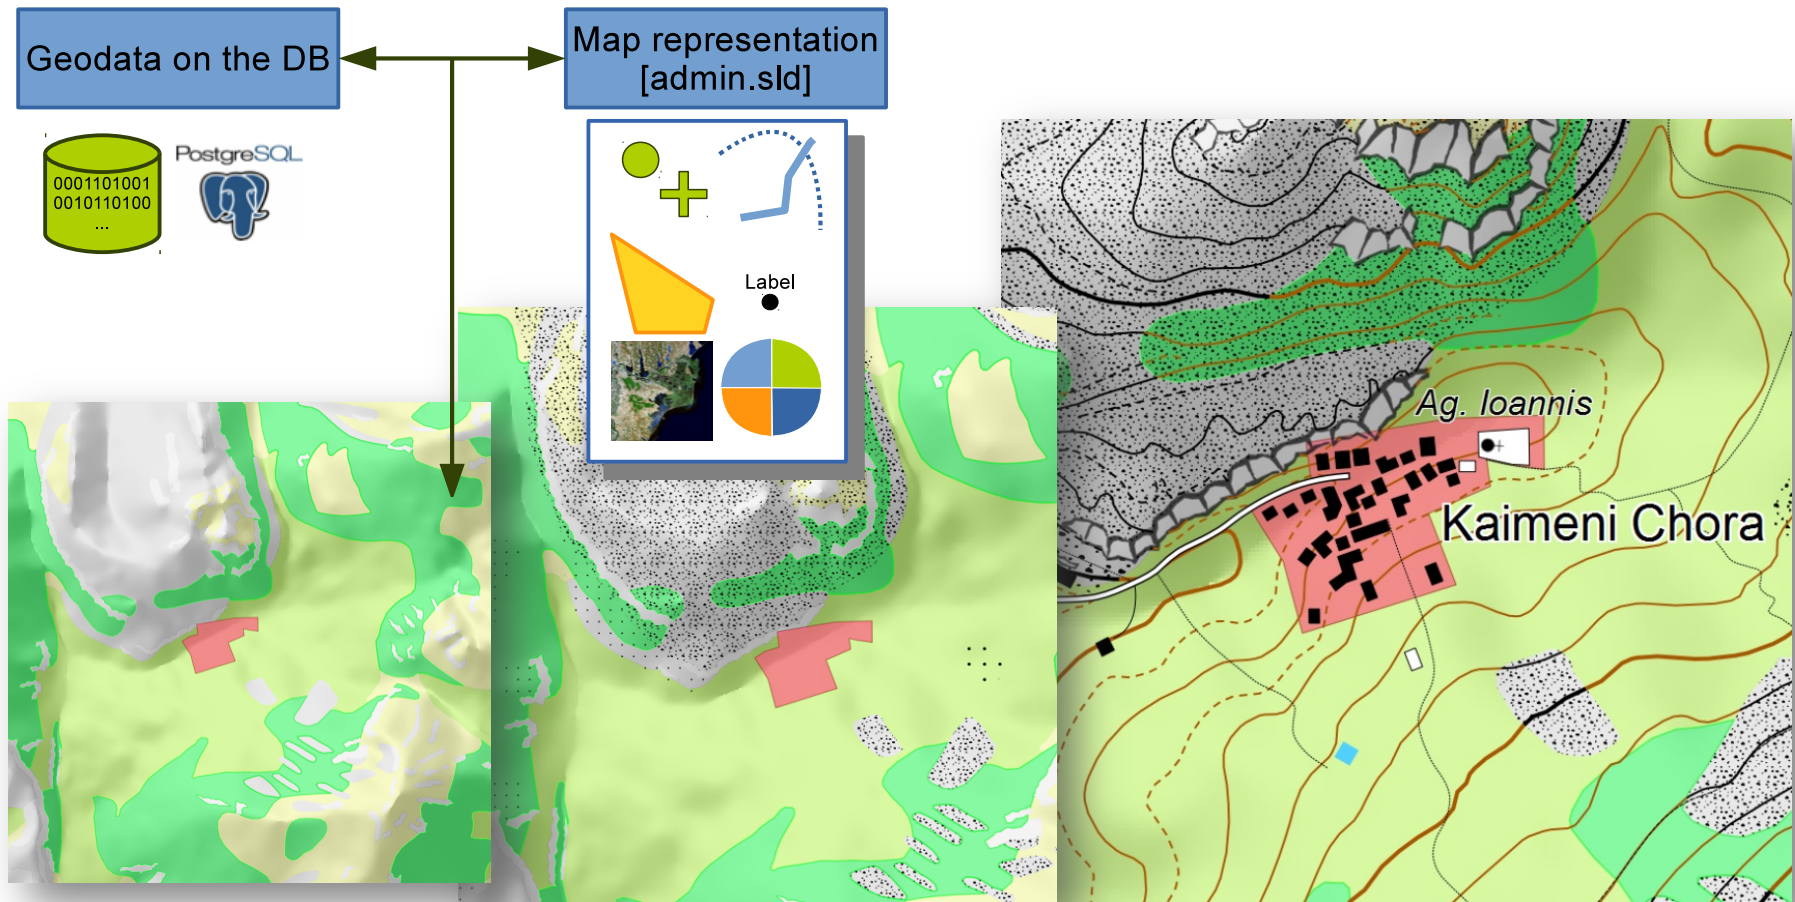 Geodata on the DB
Map representation
[admin.sld]
PostgreSQL
0001101001
0010110100
...
Label
Ag. Ioannis
Kaimeni Chora